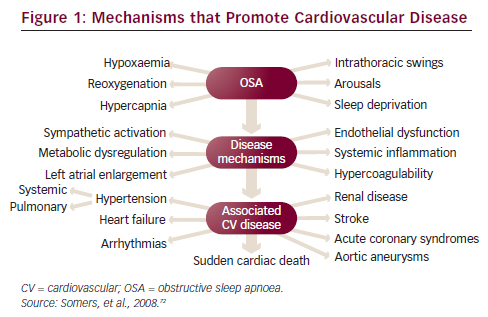 Figure 1: Mechanisms that Promote Cardiovascular Disease
Hypoxaemia
Reoxygenation
Hypercapnia
OSA
Intrathoracic swings
Arousals
Sleep deprivation
Sympathetic activation
Metabolic dysregulation
Left atrial enlargement
Disease
mechanisms
Endothelial dysfunction
Systemic inflammation
Hypercoagulability
Systemic
Pulmonary
Hypertension
Heart failure
Arrhythmias
Associated
CV disease
Renal disease
Stroke
Acute coronary syndromes
Aortic aneurysms
Sudden cardiac death
CV = cardiovascular; OSA = obstructive sleep apnoea.
Source: Somers, et al., 2008.⁷²